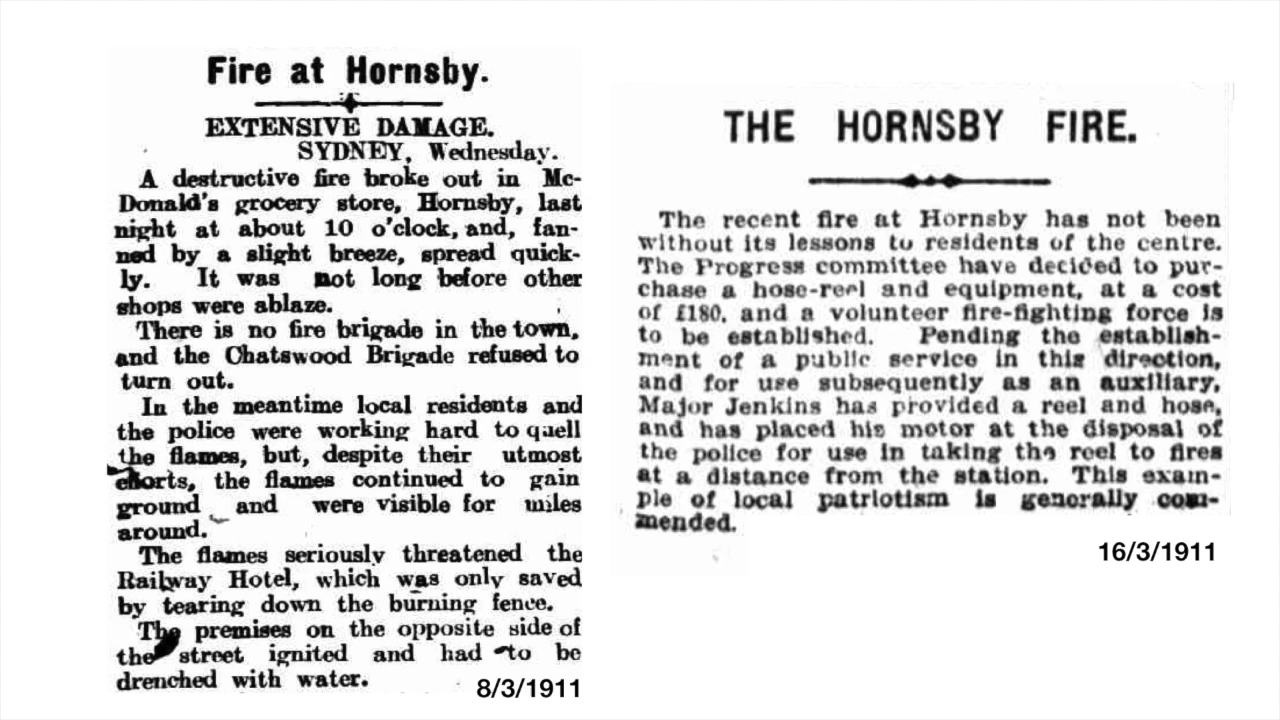 Fire at Hornsby.
EXTENSIVE DAMAGE.
SYDNEY, Wednesday.
A destructive fire broke out in Mc-
Donald's grocery store, Hornsby, last
night at about 10 o'clock, and, fan-
ned by a slight breeze, spread quick-
ly. It was not long before other
shops were ablaze.
There is no fire brigade in the town,
and the Chatswood Brigade refused to
turn out.
In the meantime local residents and
the police were working hard to quell
the flames, but, despite their utmost
efforts, the flames continued to gain
ground and were visible for miles
around.
The flames seriously threatened the
Railway Hotel, which was only saved
by tearing down the burning fence.
The premises on the opposite side of
the street ignited and had to be
drenched with water.
8/3/1911
THE HORNSBY FIRE.
The recent fire at Hornsby has not been
without its lessons to residents of the centre.
The Progress committee have decided to pur-
chase a hose-reel and equipment, at a cost
of £180, and a volunteer fire-fighting force is
to be established. Pending the establish-
ment of a public service in this direction,
and for use subsequently as an auxiliary,
Major Jenkins has provided a reel and hose,
and has placed his motor at the disposal of
the police for use in taking the reel to fires
at a distance from the station. This exam-
ple of local patriotism is generally com-
mended.
16/3/1911